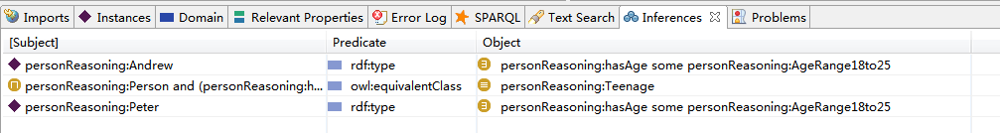 Imports Instances Domain Relevant Properties Error Log SPARQL Text Search Inferences Problems
[Subject] Predicate Object
personReasoning:Andrew rdf:type personReasoning:hasAge some personReasoning:AgeRange18to25
personReasoning:Person and (personReasoning:h... owl:equivalentClass personReasoning:Teenage
personReasoning:Peter rdf:type personReasoning:hasAge some personReasoning:AgeRange18to25